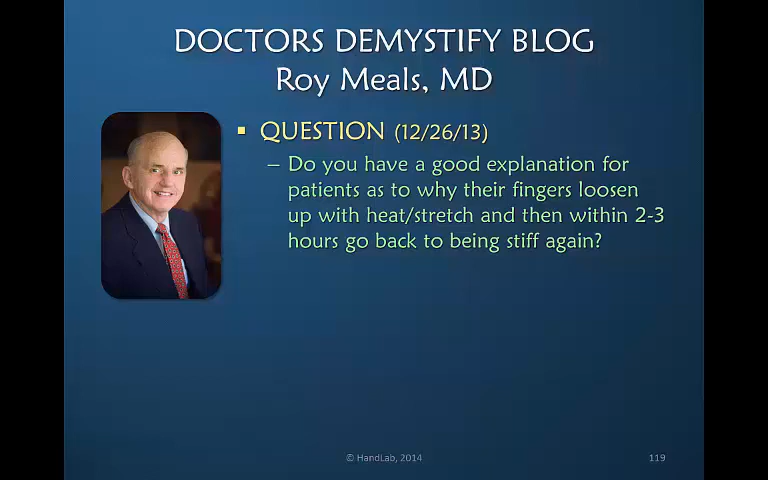 DOCTORS DEMYSTIFY BLOG
Roy Meals, MD
▪ QUESTION (12/26/13)
– Do you have a good explanation for
patients as to why their fingers loosen
up with heat/stretch and then within 2-3
hours go back to being stiff again?
© HandLab, 2014
119